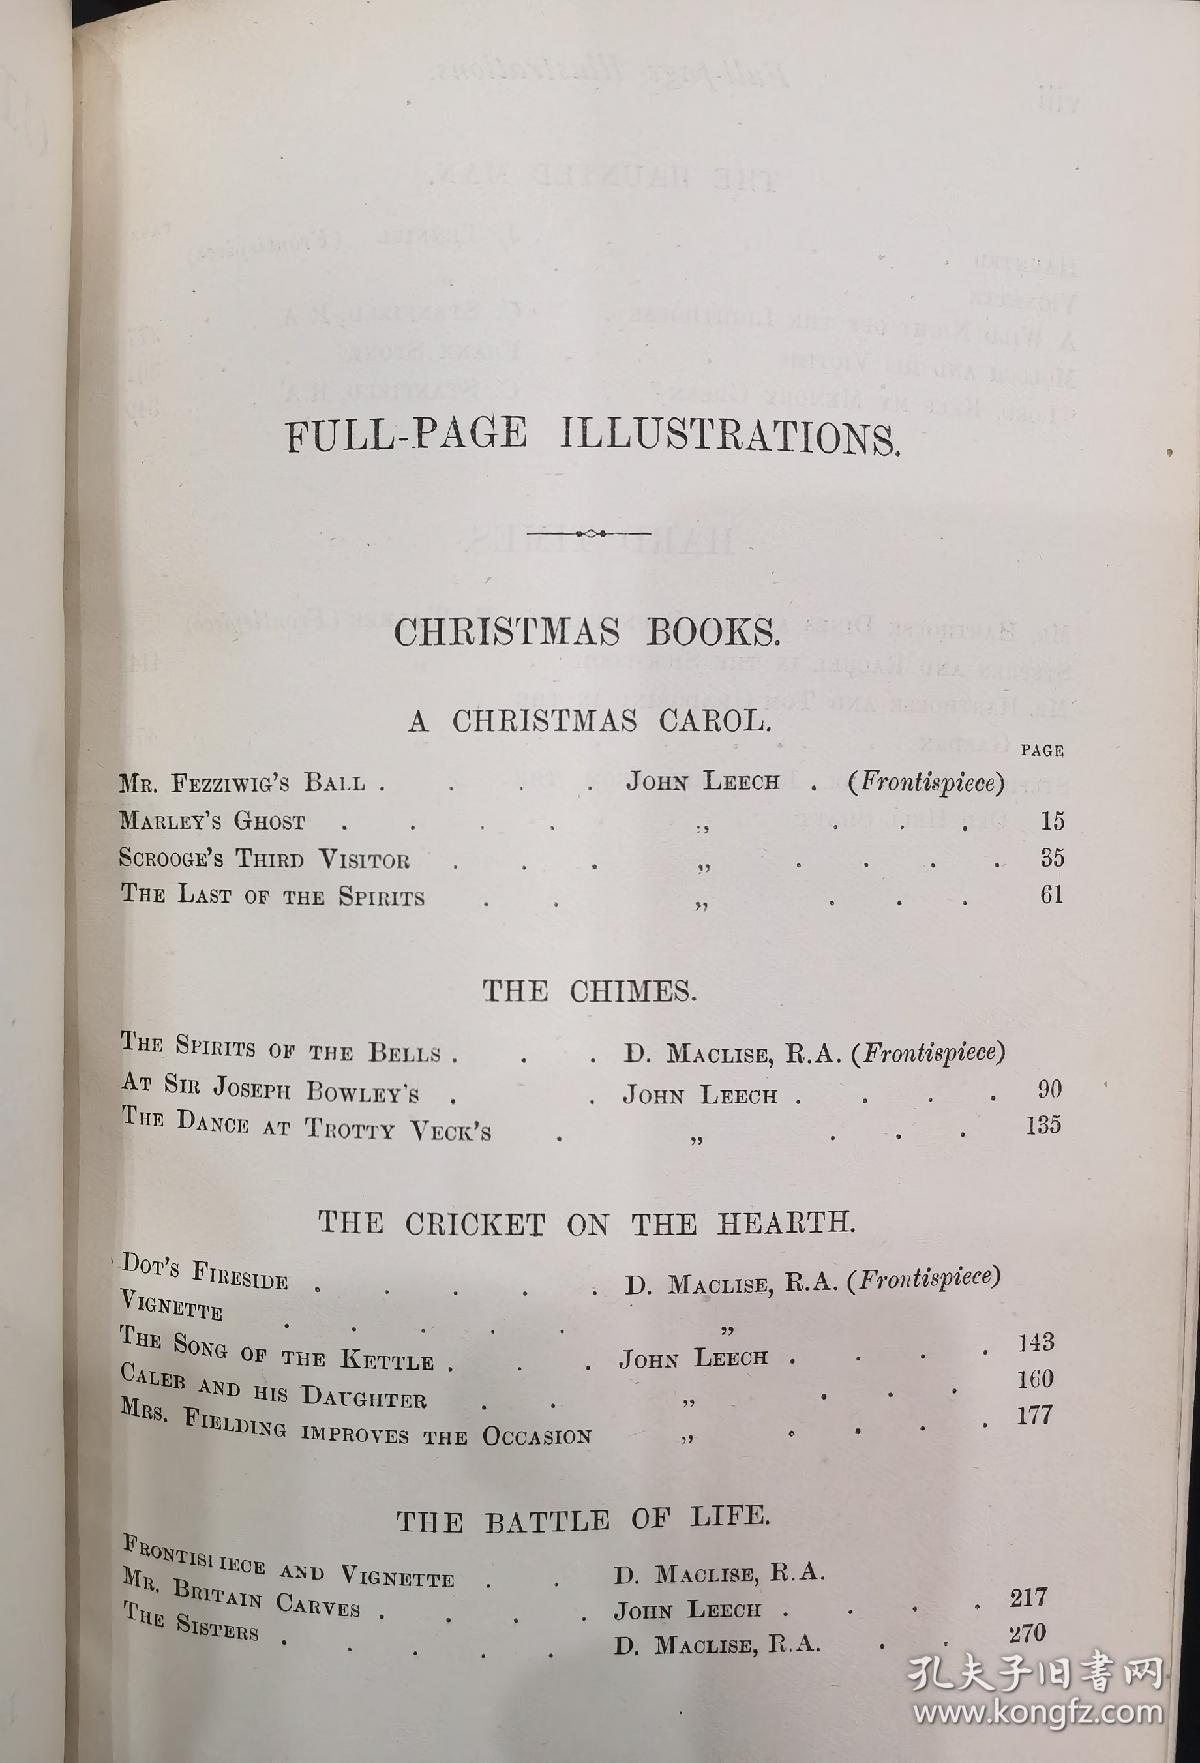 FULL-PAGE ILLUSTRATIONS.
CHRISTMAS BOOKS.
A CHRISTMAS CAROL.
PAGE
MR. FEZZIWIG'S BALL . . . . JOHN LEECH . (Frontispiece)
MARLEY'S GHOST . . . . „ . . . 15
SCROOGE'S THIRD VISITOR . . . „ . . . . 35
THE LAST OF THE SPIRITS . . „ . . . 61
THE CHIMES.
THE SPIRITS OF THE BELLS . . . D. MACLISE, R.A. (Frontispiece)
AT SIR JOSEPH BOWLEY'S . . JOHN LEECH . . . . 90
THE DANCE AT TROTTY VECK'S . „ . . . 135
THE CRICKET ON THE HEARTH.
DOT'S FIRESIDE . . . . . D. MACLISE, R.A. (Frontispiece)
VIGNETTE . . . . . „
THE SONG OF THE KETTLE . . . JOHN LEECH . . . . 143
CALEB AND HIS DAUGHTER . . „ . . . 160
MRS. FIELDING IMPROVES THE OCCASION „ . . . . 177
THE BATTLE OF LIFE.
FRONTISPIECE AND VIGNETTE . . D. MACLISE, R.A.
MR. BRITAIN CARVES . . . . JOHN LEECH . . . . 217
THE SISTERS . . . . . D. MACLISE, R.A. . . 270
孔夫子旧书网
www.kongfz.com